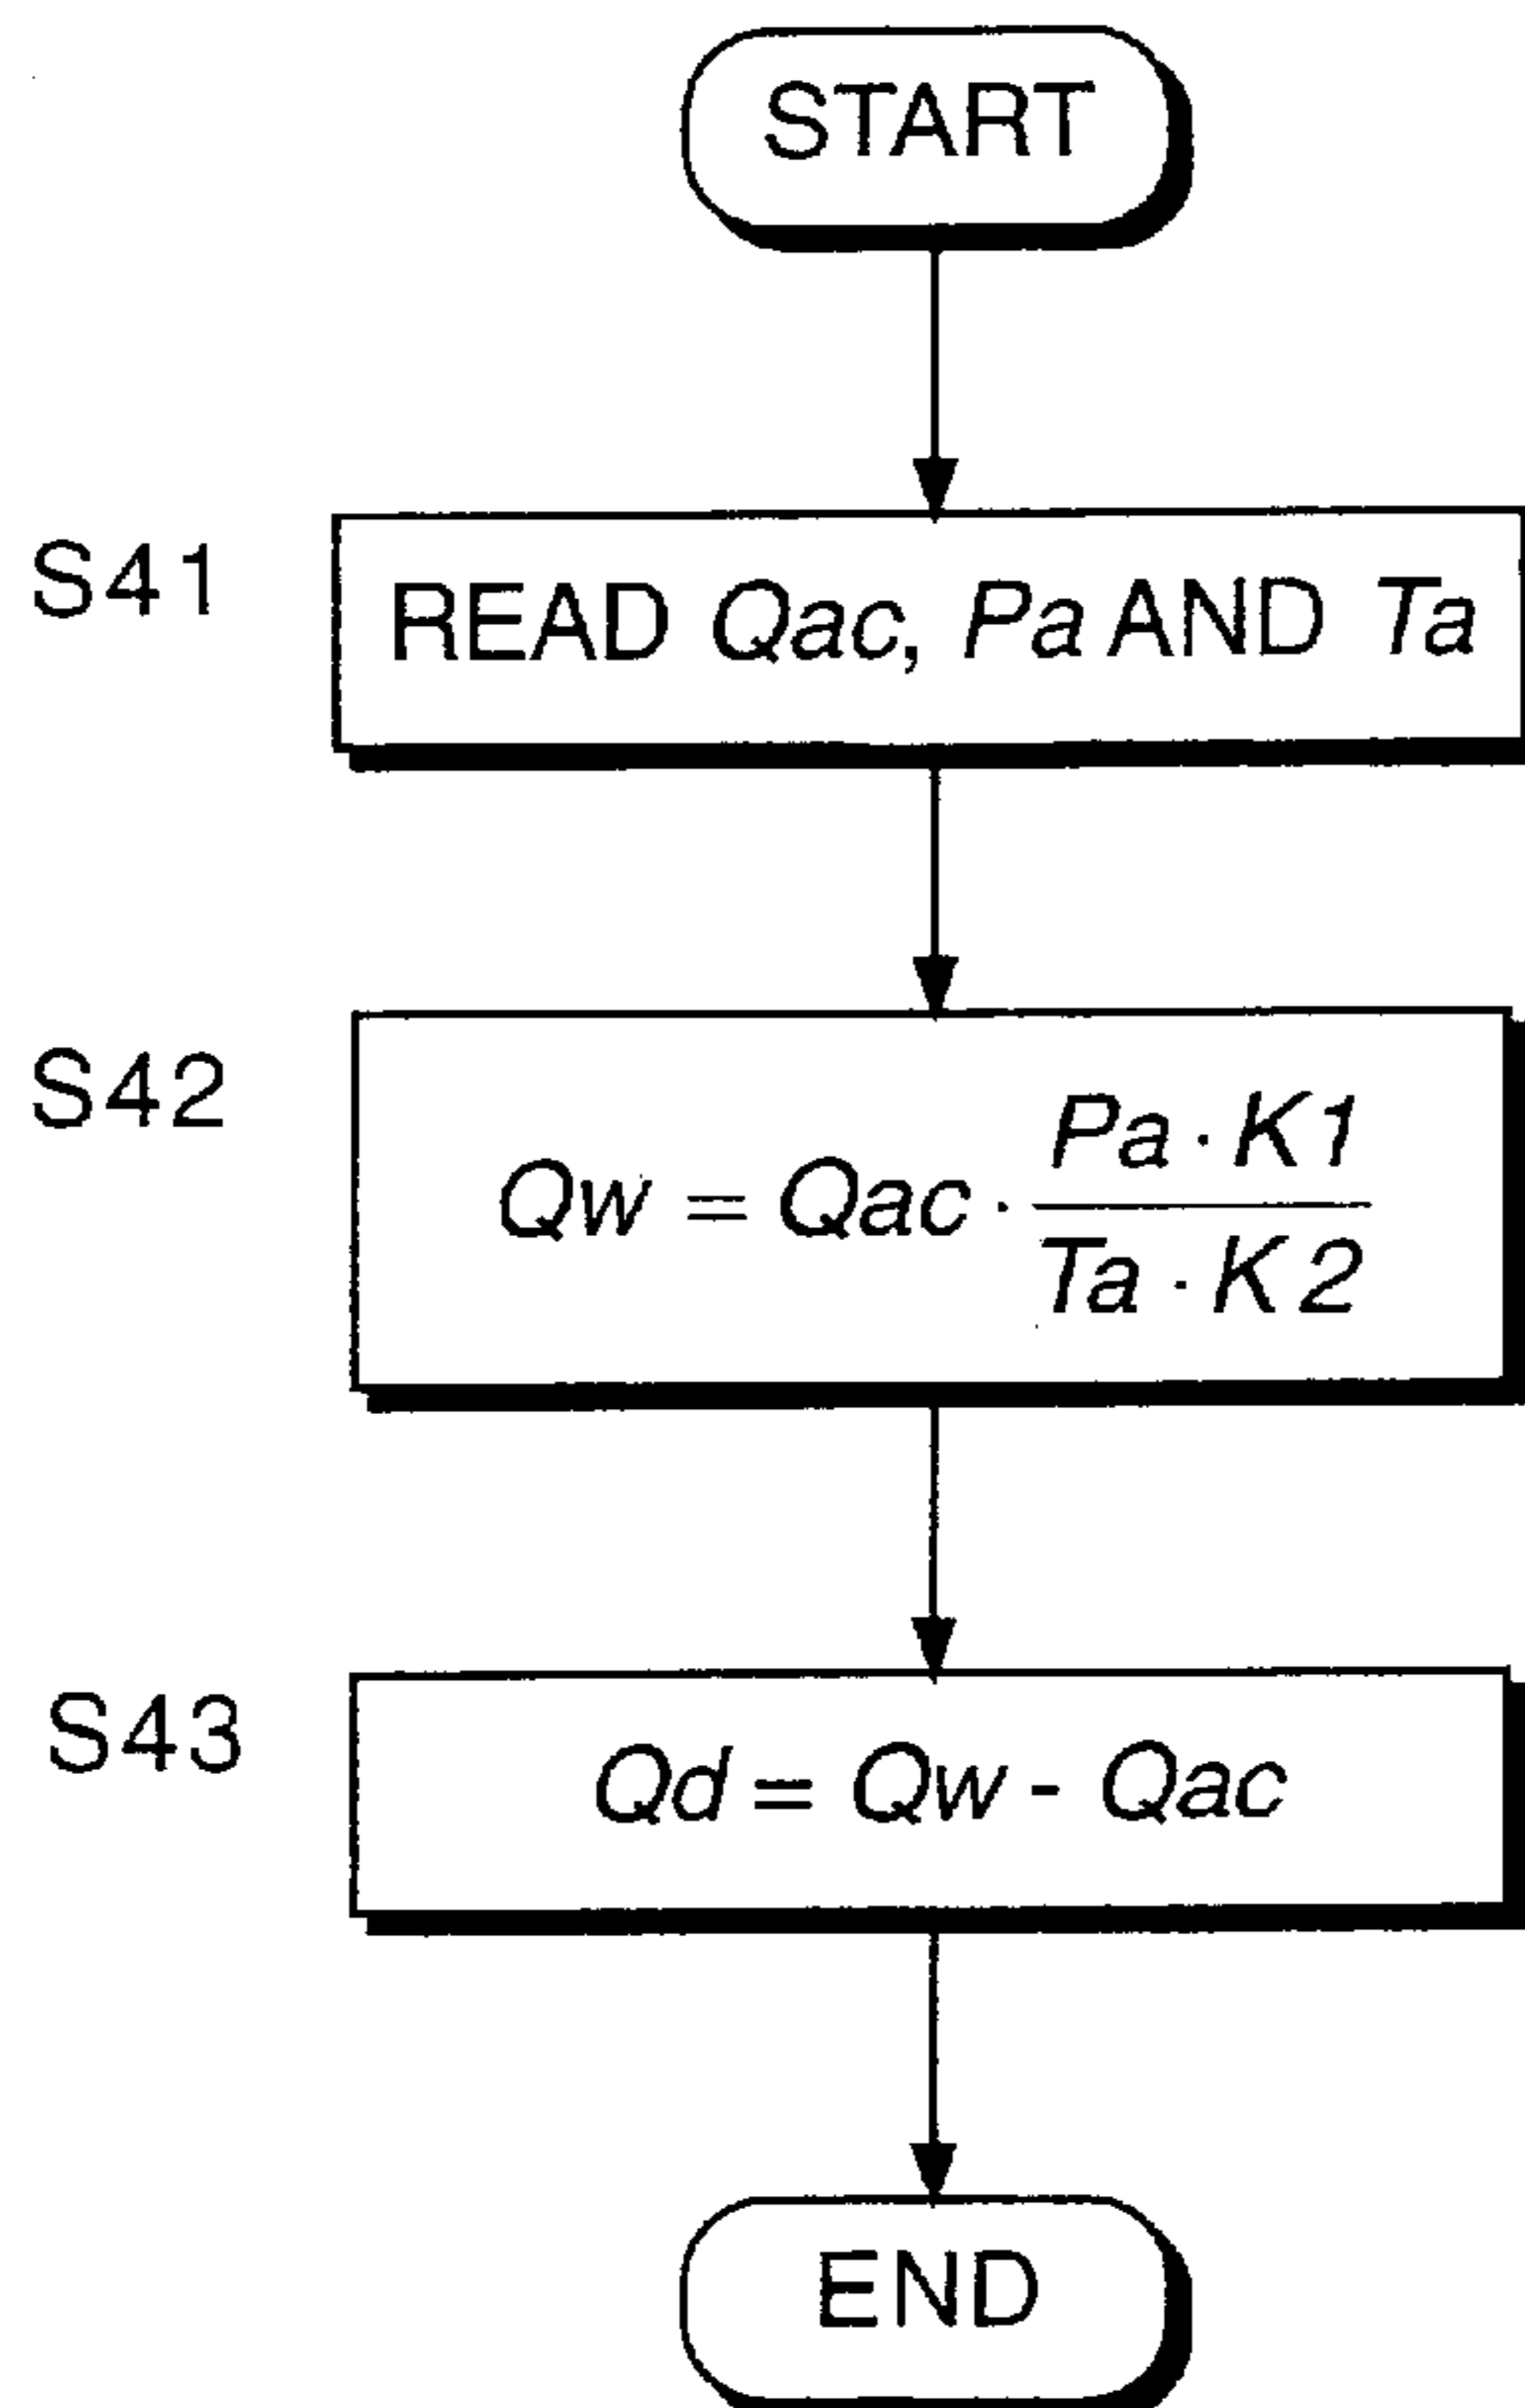 START
S41
READ Qac, Pa AND Ta
S42
Qw = Qac · Pa · K1 / Ta · K2
S43
Qd = Qw - Qac
END